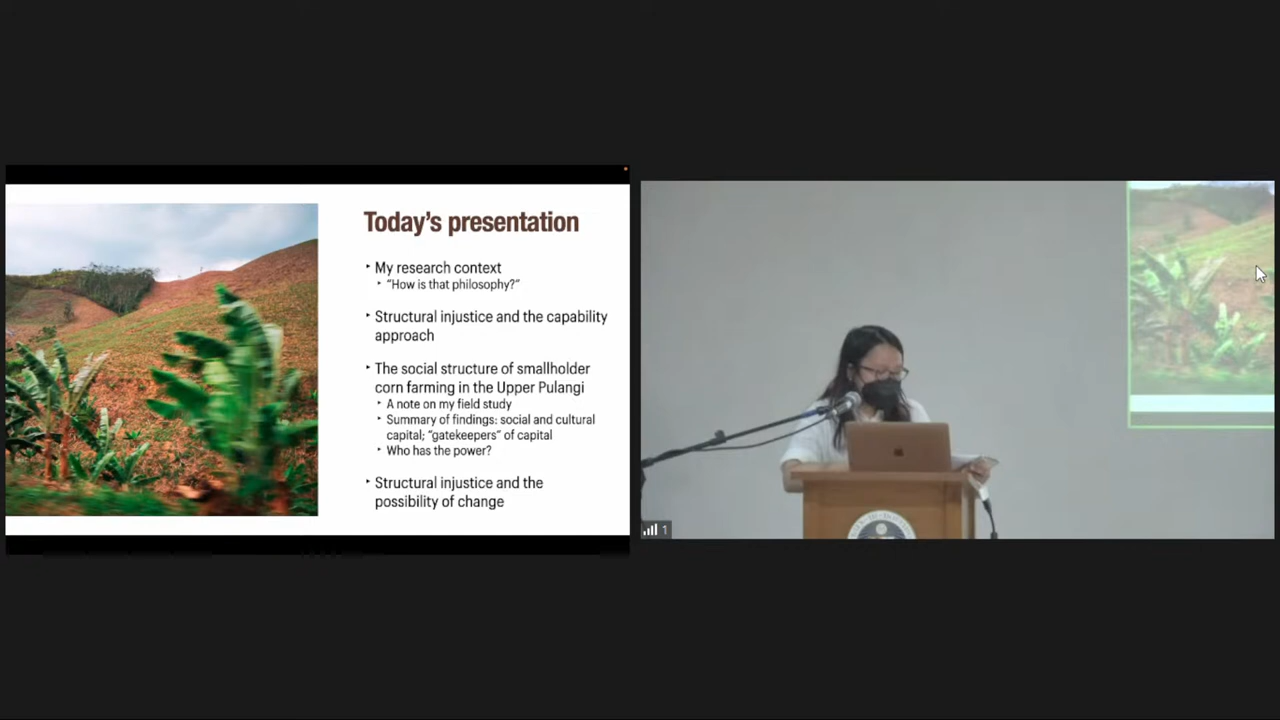 Today’s presentation
‣ My research context
‣ “How is that philosophy?”
‣ Structural injustice and the capability
approach
‣ The social structure of smallholder
corn farming in the Upper Pulangi
‣ A note on my field study
‣ Summary of findings: social and cultural
capital; “gatekeepers” of capital
‣ Who has the power?
‣ Structural injustice and the
possibility of change
1